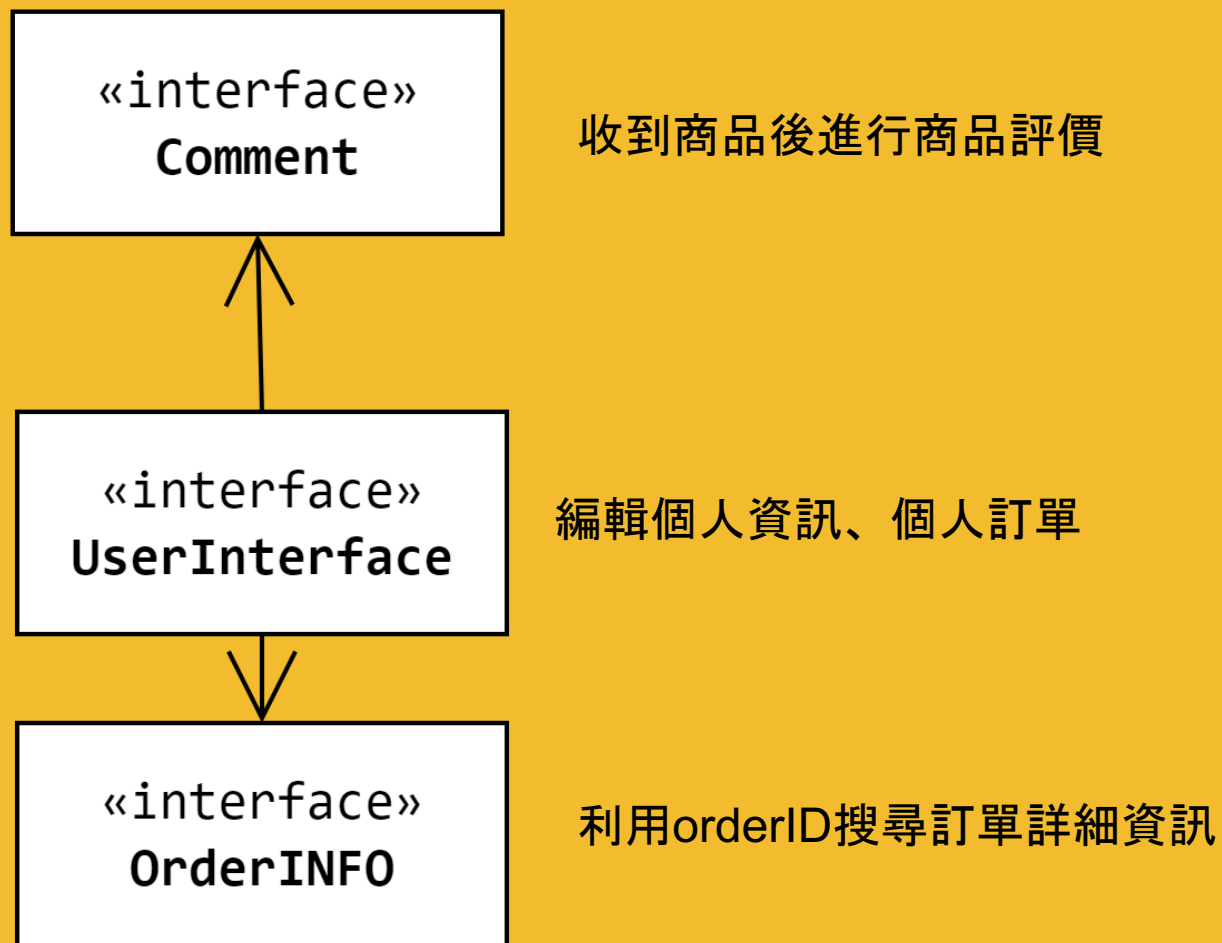 «interface»
Comment
收到商品後進行商品評價
«interface»
UserInterface
編輯個人資訊、個人訂單
«interface»
OrderINFO
利用orderID搜尋訂單詳細資訊